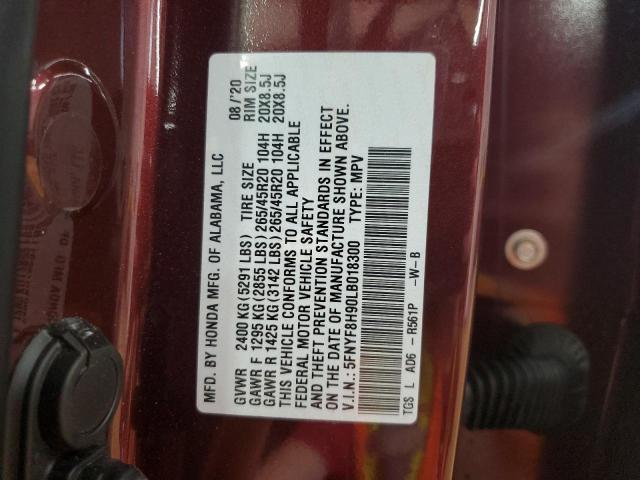 MFD. BY HONDA MFG. OF ALABAMA, LLC 08/'20
GVWR 2400 KG (5291 LBS) TIRE SIZE RIM SIZE
GAWR F 1295 KG (2855 LBS) 265/45R20 104H 20X8.5J
GAWR R 1425 KG (3142 LBS) 265/45R20 104H 20X8.5J
THIS VEHICLE CONFORMS TO ALL APPLICABLE
FEDERAL MOTOR VEHICLE SAFETY
AND THEFT PREVENTION STANDARDS IN EFFECT
ON THE DATE OF MANUFACTURE SHOWN ABOVE.
V.I.N.: 5FNYF8H90LB018300 TYPE: MPV
TGS L AD6 - R561P -W-B